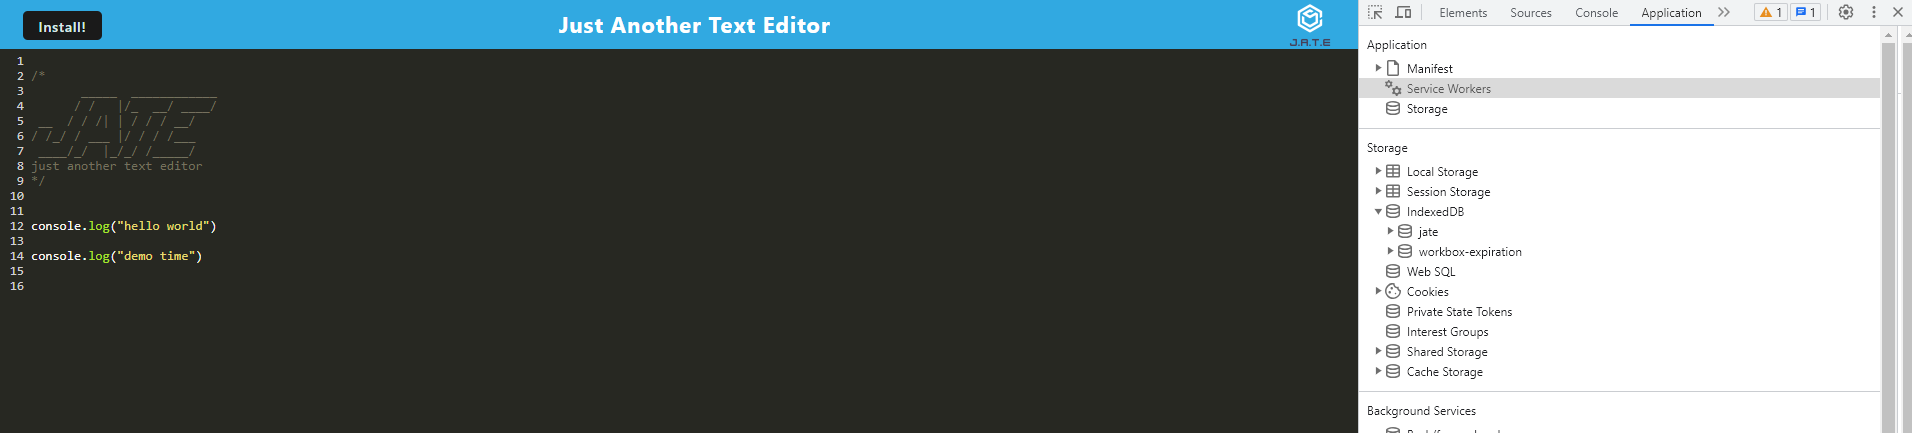 Install!
Just Another Text Editor
J.A.T.E
1
2 /*
3         _____  ____________
4       / /   |/_  __/ ____/
5  __  / / /| | / / / __/
6 / /_/ / ___ |/ / / /___
7  ____/_/  |_/_/ /_____/
8 just another text editor
9 */
10
11
12 console.log("hello world")
13
14 console.log("demo time")
15
16
Elements Sources Console Application 1 1
Application
Manifest
Service Workers
Storage
Storage
Local Storage
Session Storage
IndexedDB
jate
workbox-expiration
Web SQL
Cookies
Private State Tokens
Interest Groups
Shared Storage
Cache Storage
Background Services